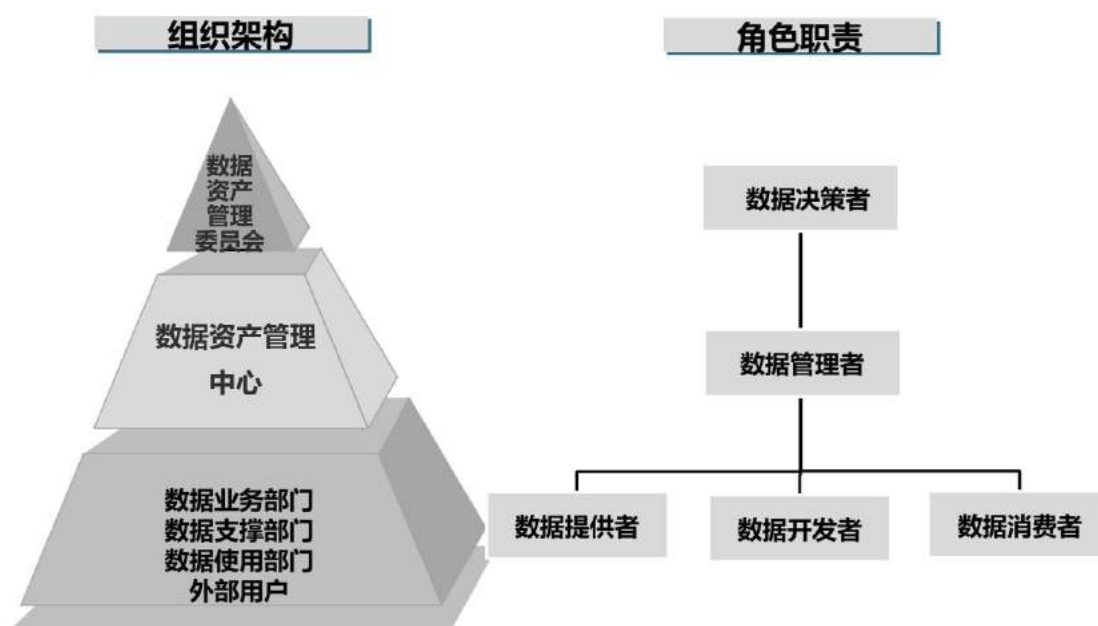 组织架构
数据
资产
管理
委员会
数据资产管理
中心
数据业务部门
数据支撑部门
数据使用部门
外部用户
角色职责
数据决策者
数据管理者
数据提供者
数据开发者
数据消费者